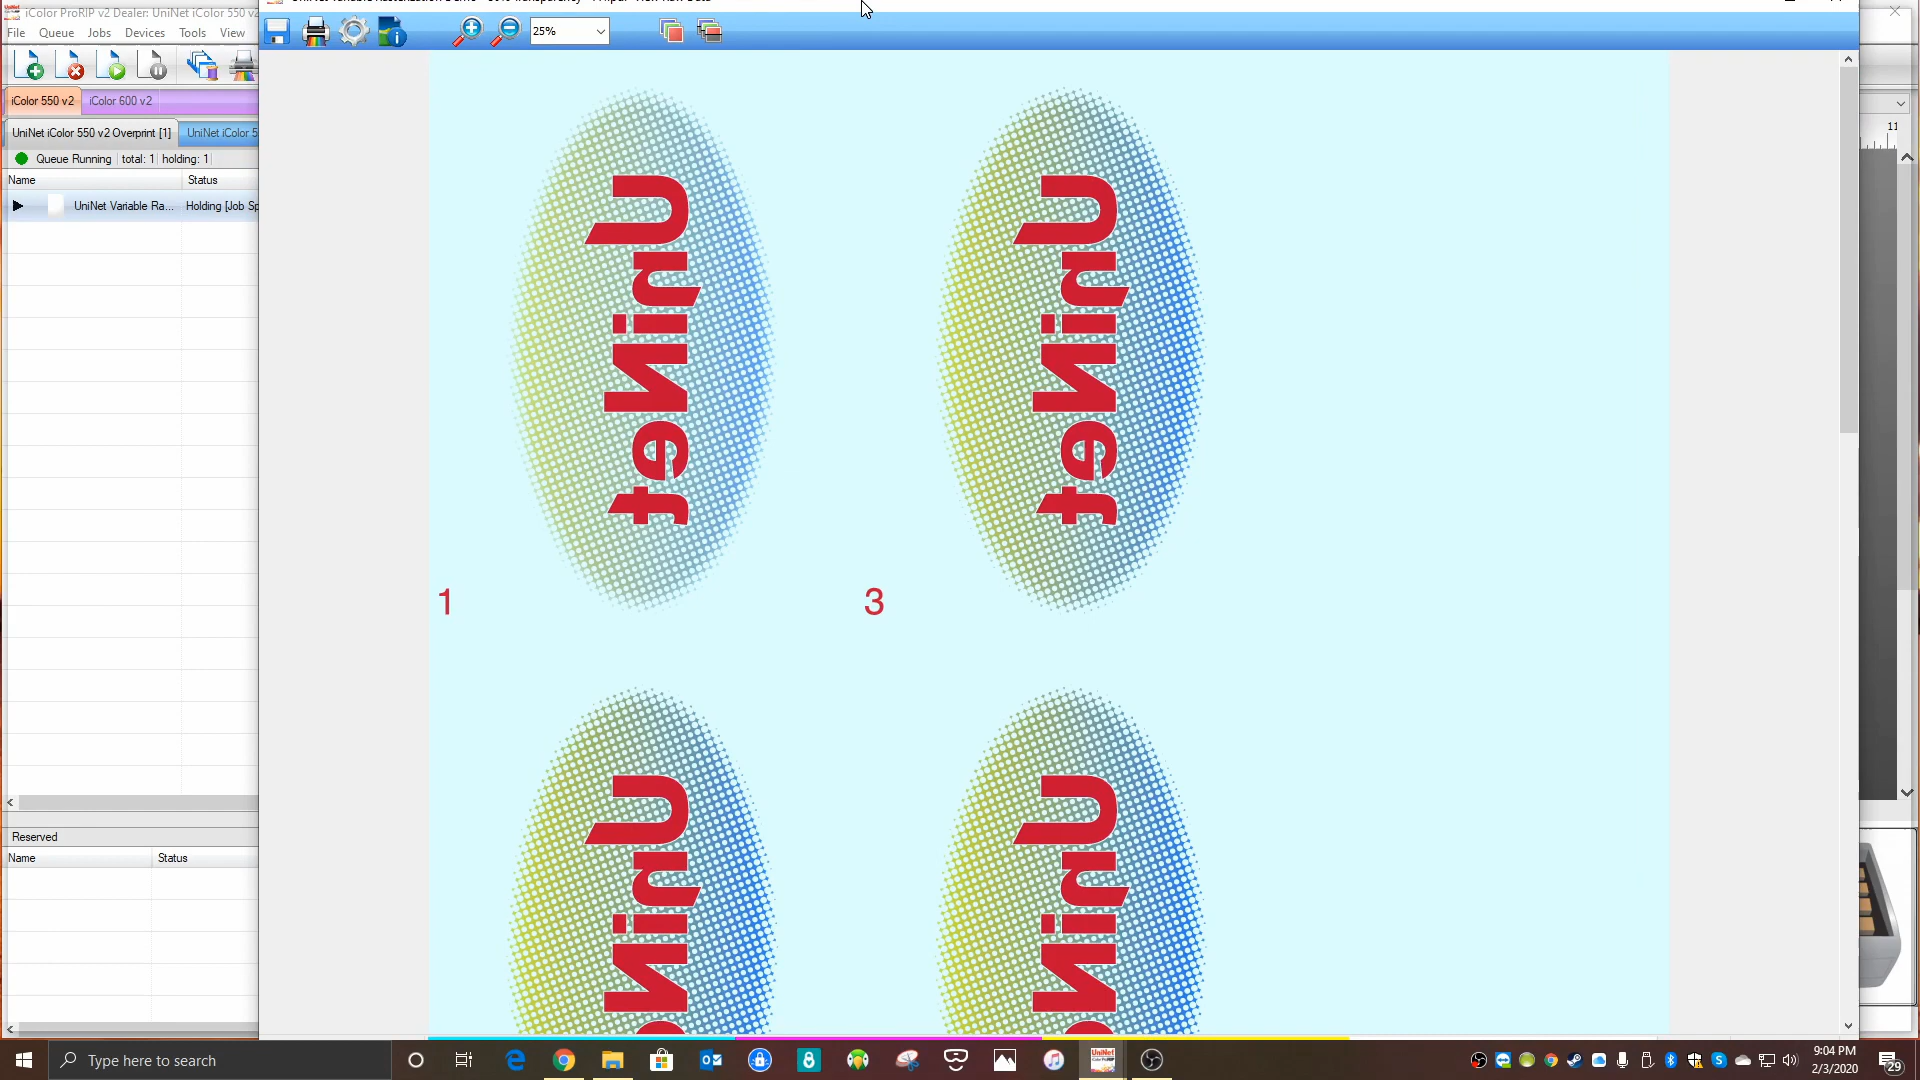 iColor ProRIP v2 Dealer: UniNet iColor 550 v2
File Queue Jobs Devices Tools View
25%
iColor 550 v2
iColor 600 v2
UniNet iColor 550 v2 Overprint [1]
UniNet iColor 5
Queue Running
total: 1
holding: 1
Name
Status
UniNet Variable Ra...
Holding [Job Sp
11
UniNet
UniNet
1
3
Reserved
Name
Status
Type here to search
UniNet
9:04 PM
2/3/2020
29